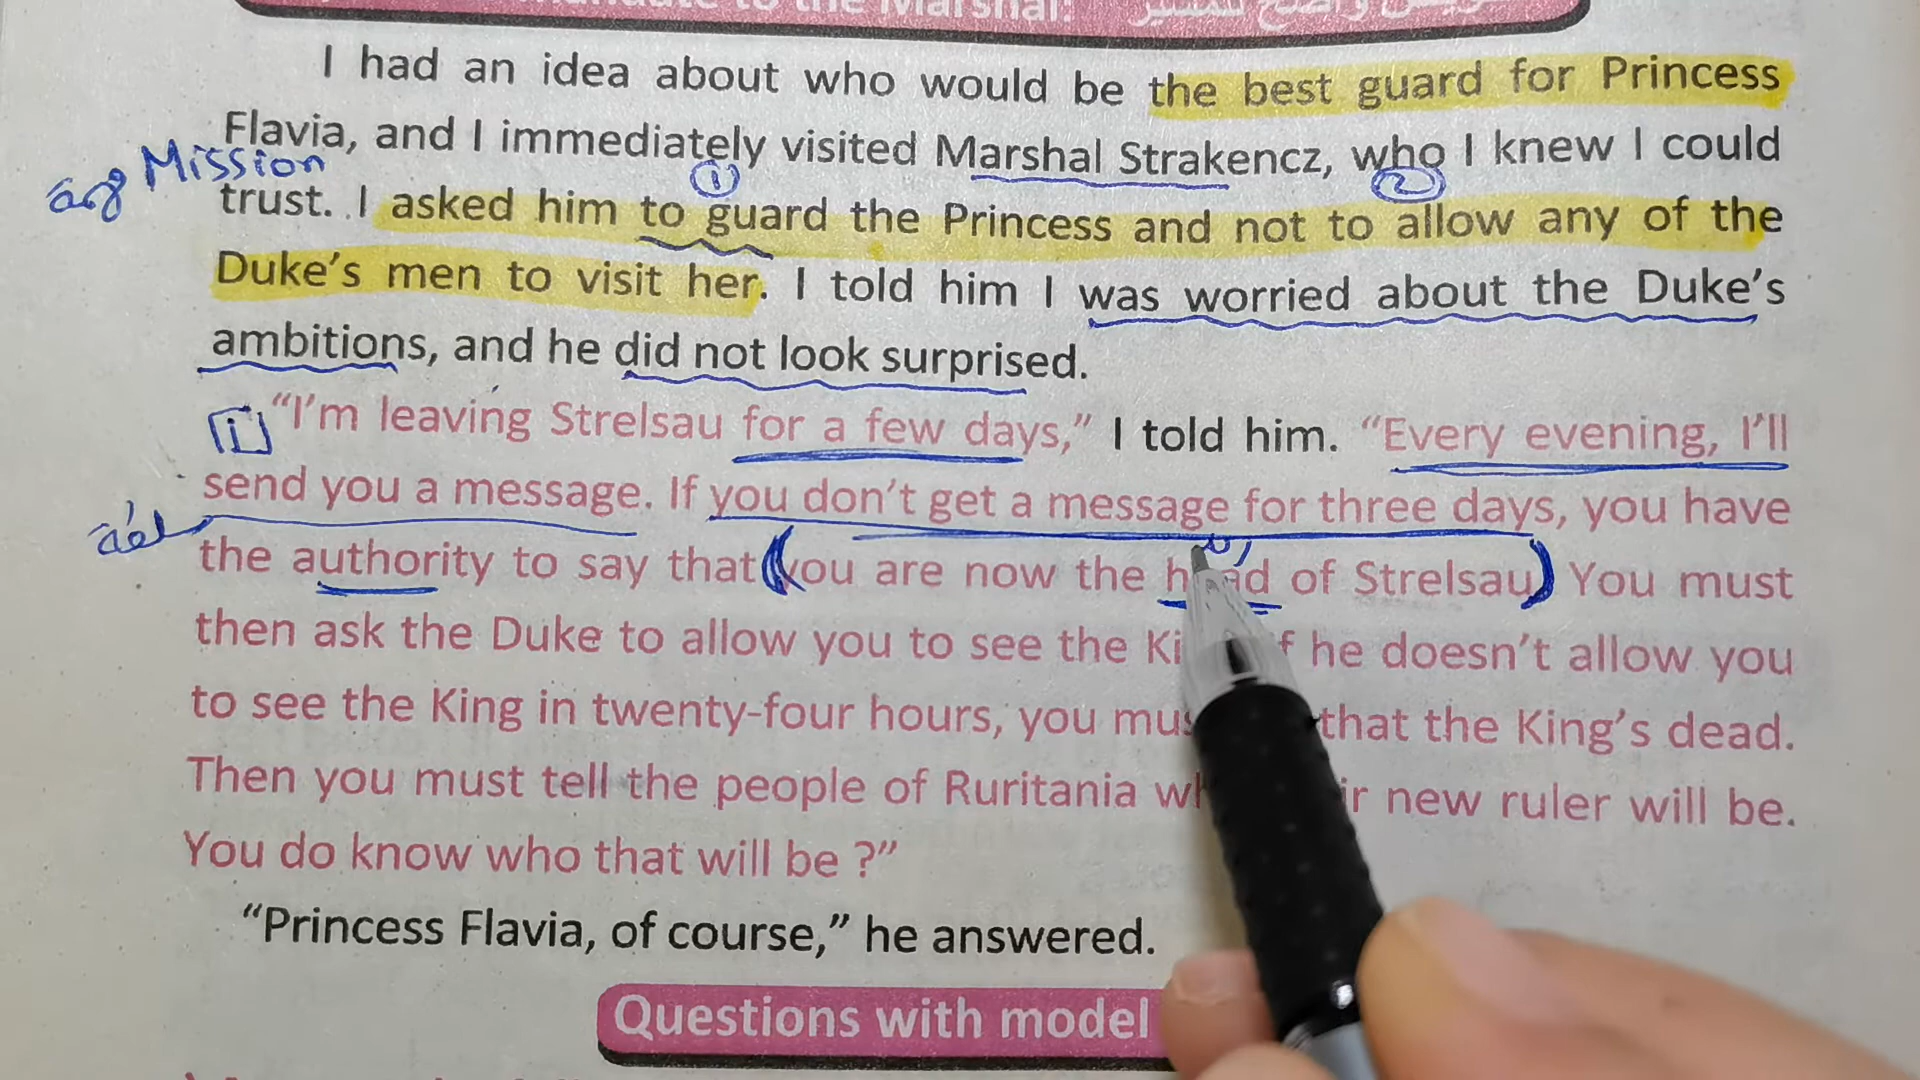 to the Marshal:
I had an idea about who would be the best guard for Princess
Flavia, and I immediately visited Marshal Strakencz, who I knew I could
Mission
1
2
trust. I asked him to guard the Princess and not to allow any of the
Duke's men to visit her. I told him I was worried about the Duke's
ambitions, and he did not look surprised.
"I'm leaving Strelsau for a few days," I told him. "Every evening, I'll
send you a message. If you don't get a message for three days, you have
the authority to say that you are now the head of Strelsau You must
then ask the Duke to allow you to see the he doesn't allow you
to see the King in twenty-four hours, you that the King's dead.
Then you must tell the people of Ruritania new ruler will be.
You do know who that will be ?"
"Princess Flavia, of course," he answered.
Questions with model